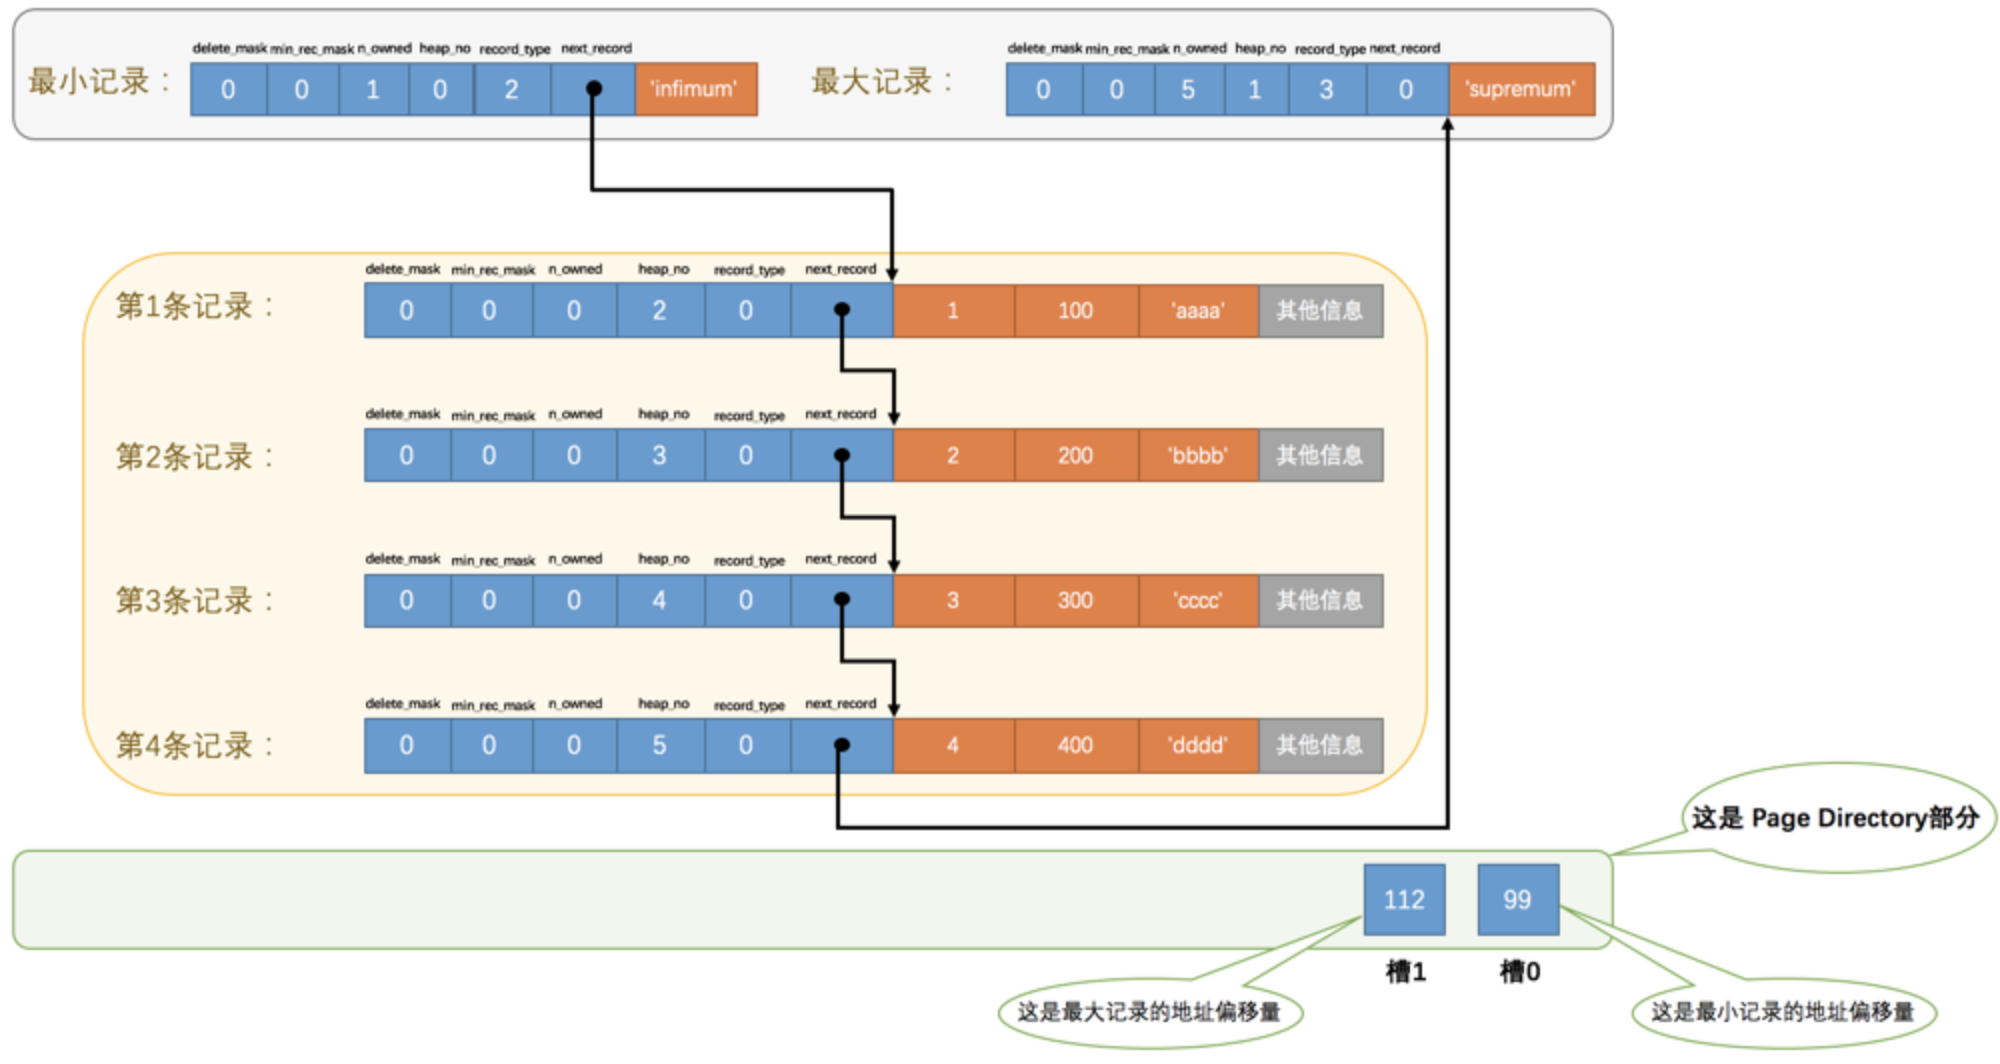 delete_mask min_rec_mask n_owned heap_no record_type next_record
最小记录： 0 0 1 0 2 'infimum'
delete_mask min_rec_mask n_owned heap_no record_type next_record
最大记录： 0 0 5 1 3 0 'supremum'
delete_mask min_rec_mask n_owned heap_no record_type next_record
第1条记录： 0 0 0 2 0 1 100 'aaaa' 其他信息
delete_mask min_rec_mask n_owned heap_no record_type next_record
第2条记录： 0 0 0 3 0 2 200 'bbbb' 其他信息
delete_mask min_rec_mask n_owned heap_no record_type next_record
第3条记录： 0 0 0 4 0 3 300 'cccc' 其他信息
delete_mask min_rec_mask n_owned heap_no record_type next_record
第4条记录： 0 0 0 5 0 4 400 'dddd' 其他信息
这是 Page Directory部分
112 99
槽1 槽0
这是最大记录的地址偏移量
这是最小记录的地址偏移量